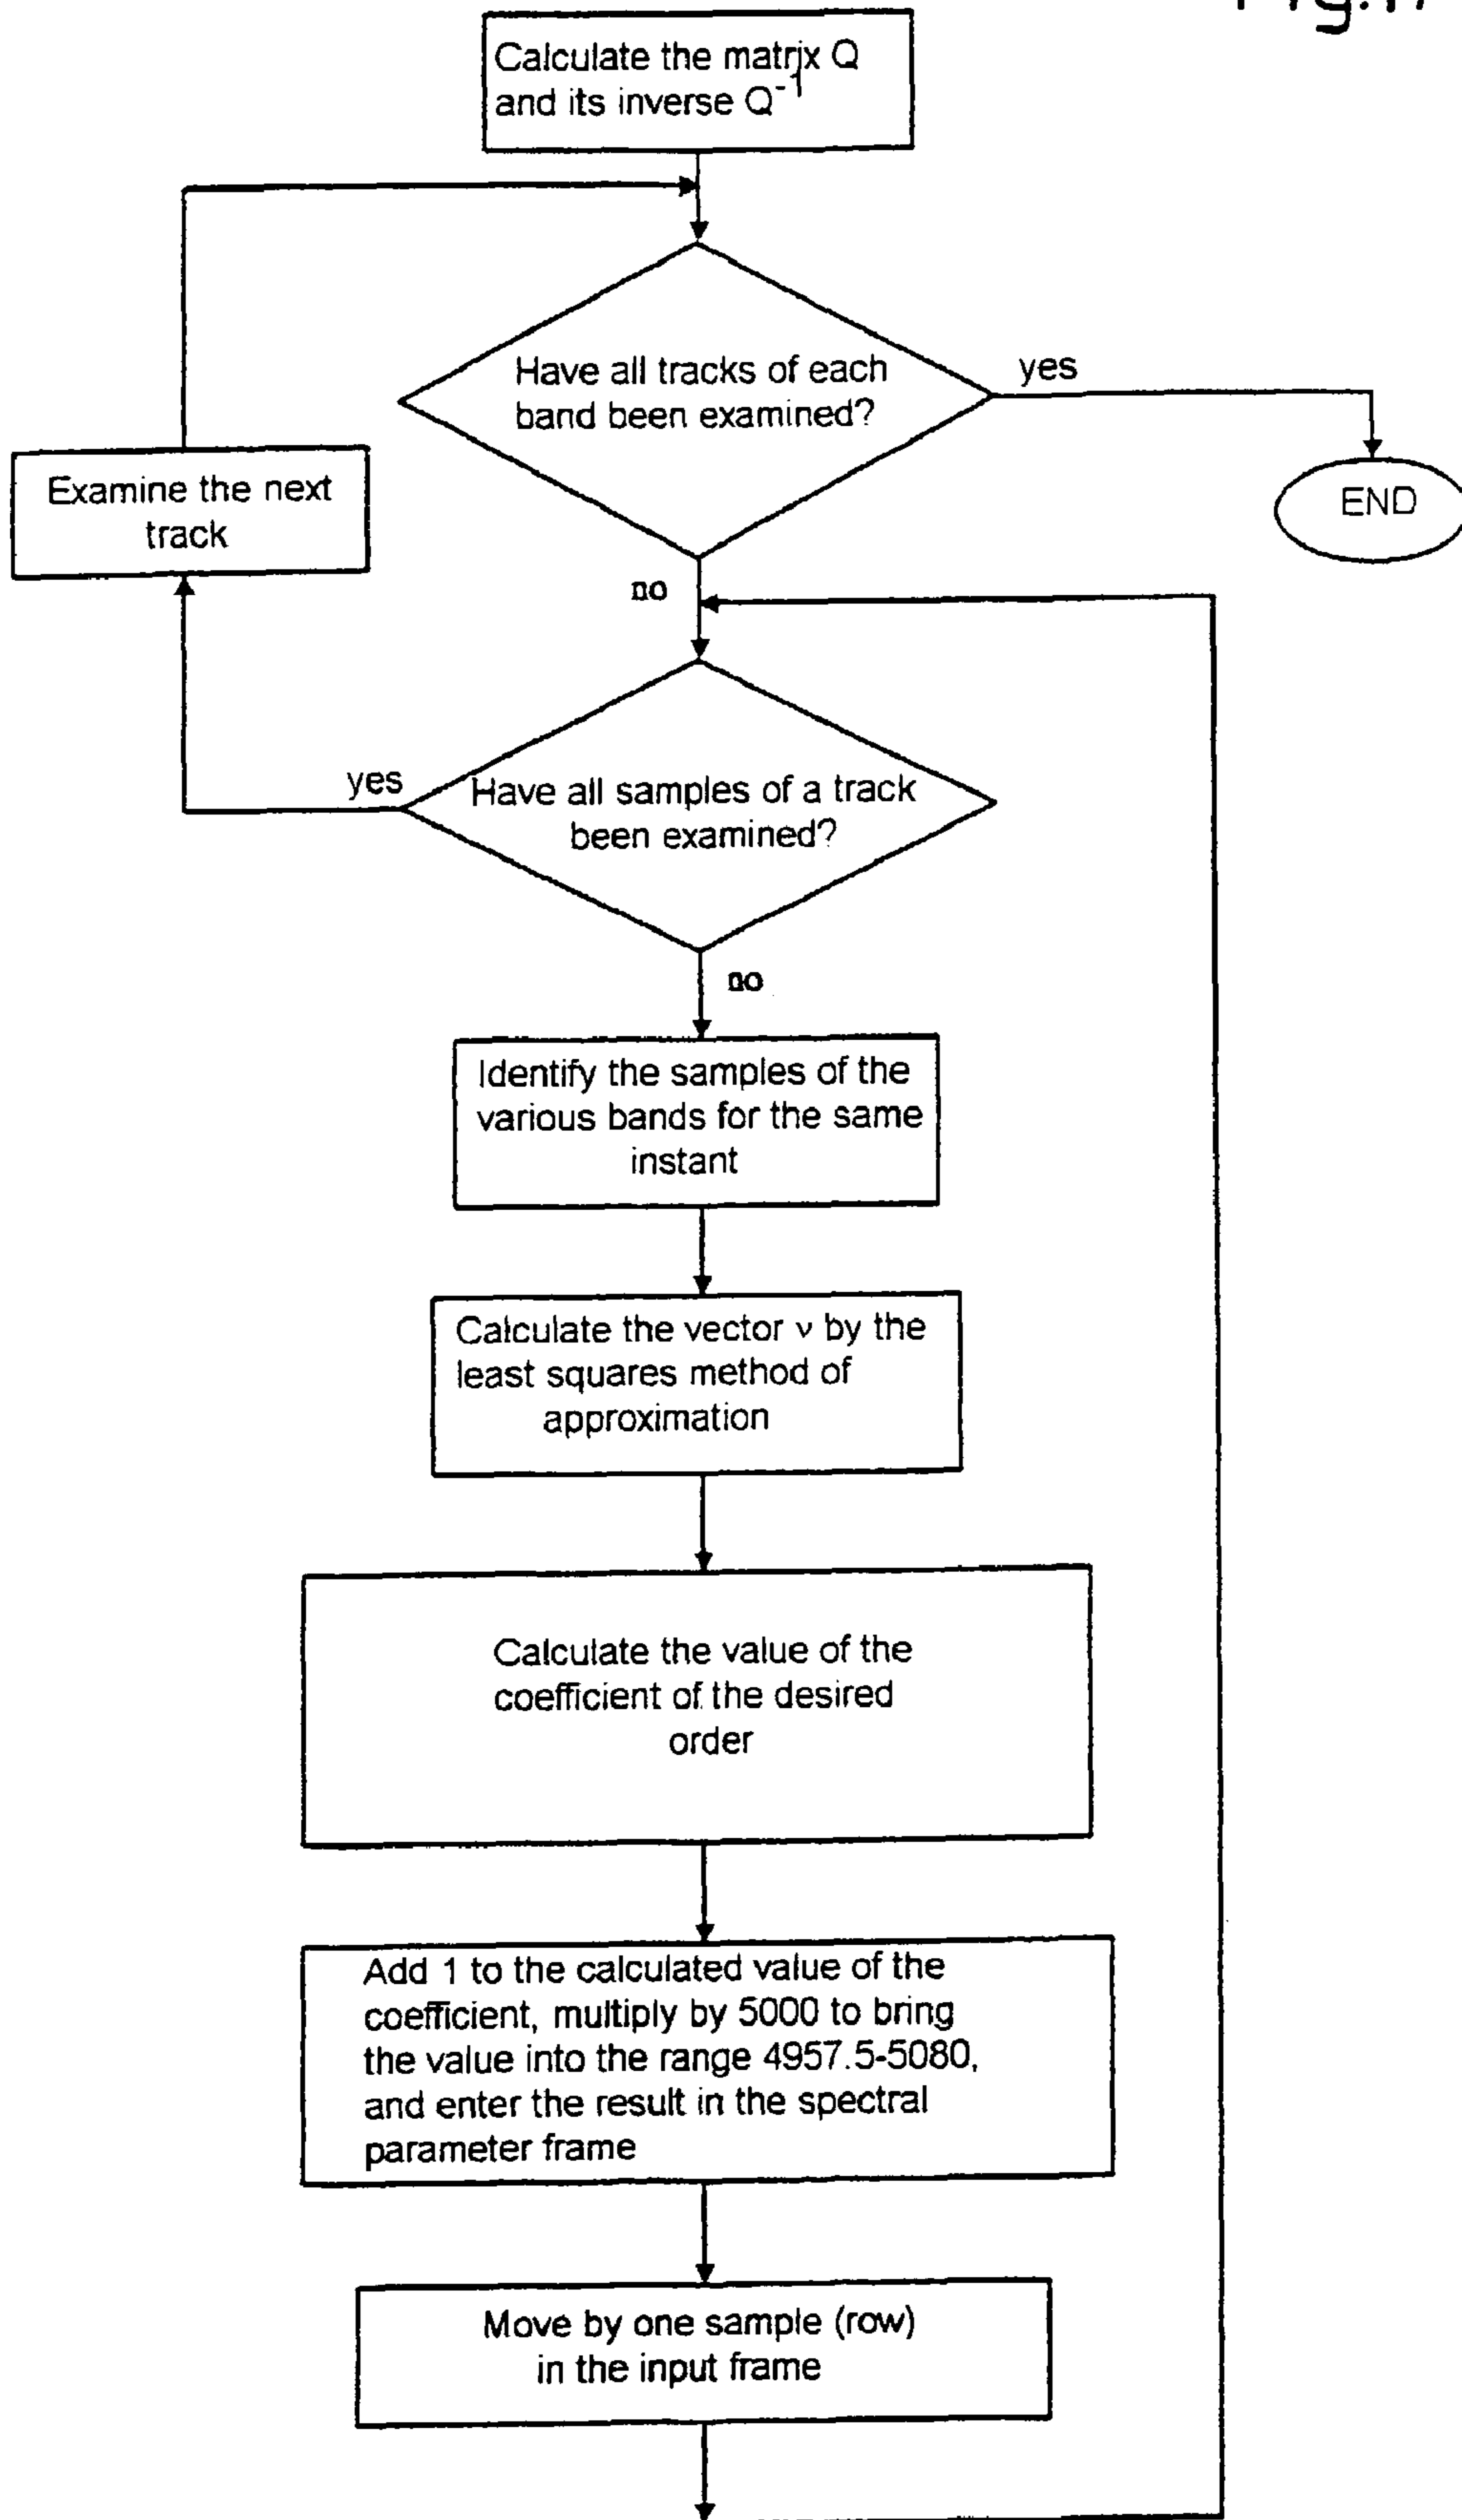 Calculate the matrix Q
and its inverse Q⁻¹
Have all tracks of each
band been examined?
yes
Examine the next
track
END
no
yes
Have all samples of a track
been examined?
no
Identify the samples of the
various bands for the same
instant
Calculate the vector v by the
least squares method of
approximation
Calculate the value of the
coefficient of the desired
order
Add 1 to the calculated value of the
coefficient, multiply by 5000 to bring
the value into the range 4957.5-5080,
and enter the result in the spectral
parameter frame
Move by one sample (row)
in the input frame